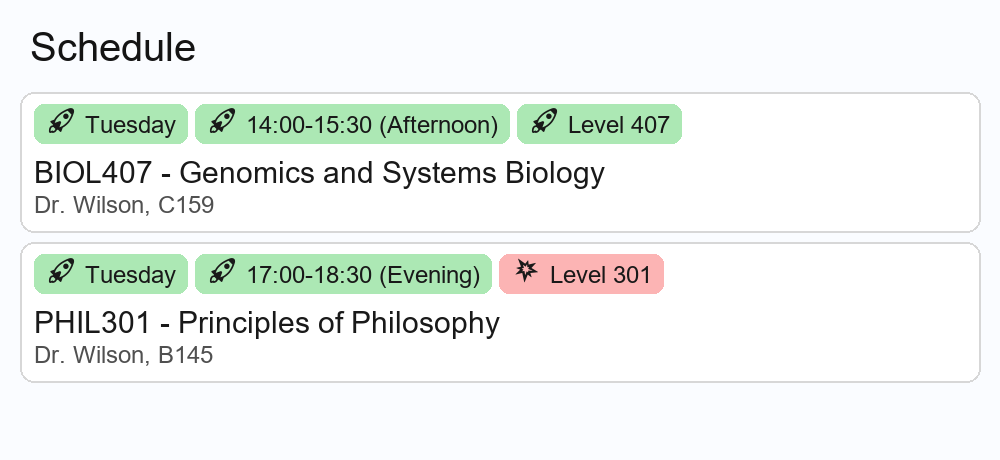 Schedule
Tuesday 14:00-15:30 (Afternoon) Level 407
BIOL407 - Genomics and Systems Biology
Dr. Wilson, C159
Tuesday 17:00-18:30 (Evening) Level 301
PHIL301 - Principles of Philosophy
Dr. Wilson, B145